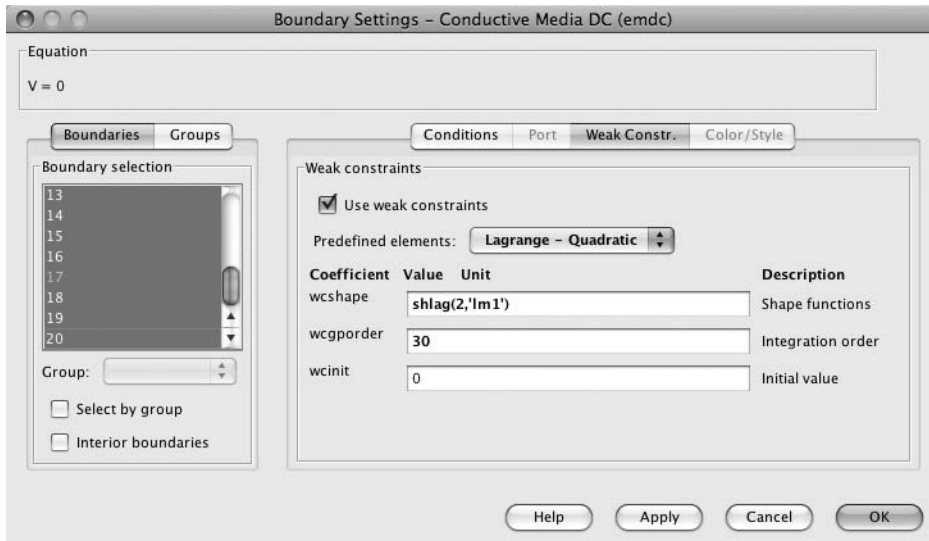 Boundary Settings – Conductive Media DC (emdc)
Equation
V = 0
Boundaries Groups
Boundary selection
13
14
15
16
17
18
19
20
Group:
Select by group
Interior boundaries
Conditions Port Weak Constr. Color/Style
Weak constraints
Use weak constraints
Predefined elements: Lagrange – Quadratic
Coefficient Value Unit Description
wcshape shlag(2,'lm1') Shape functions
wcgporder 30 Integration order
wcinit 0 Initial value
Help Apply Cancel OK